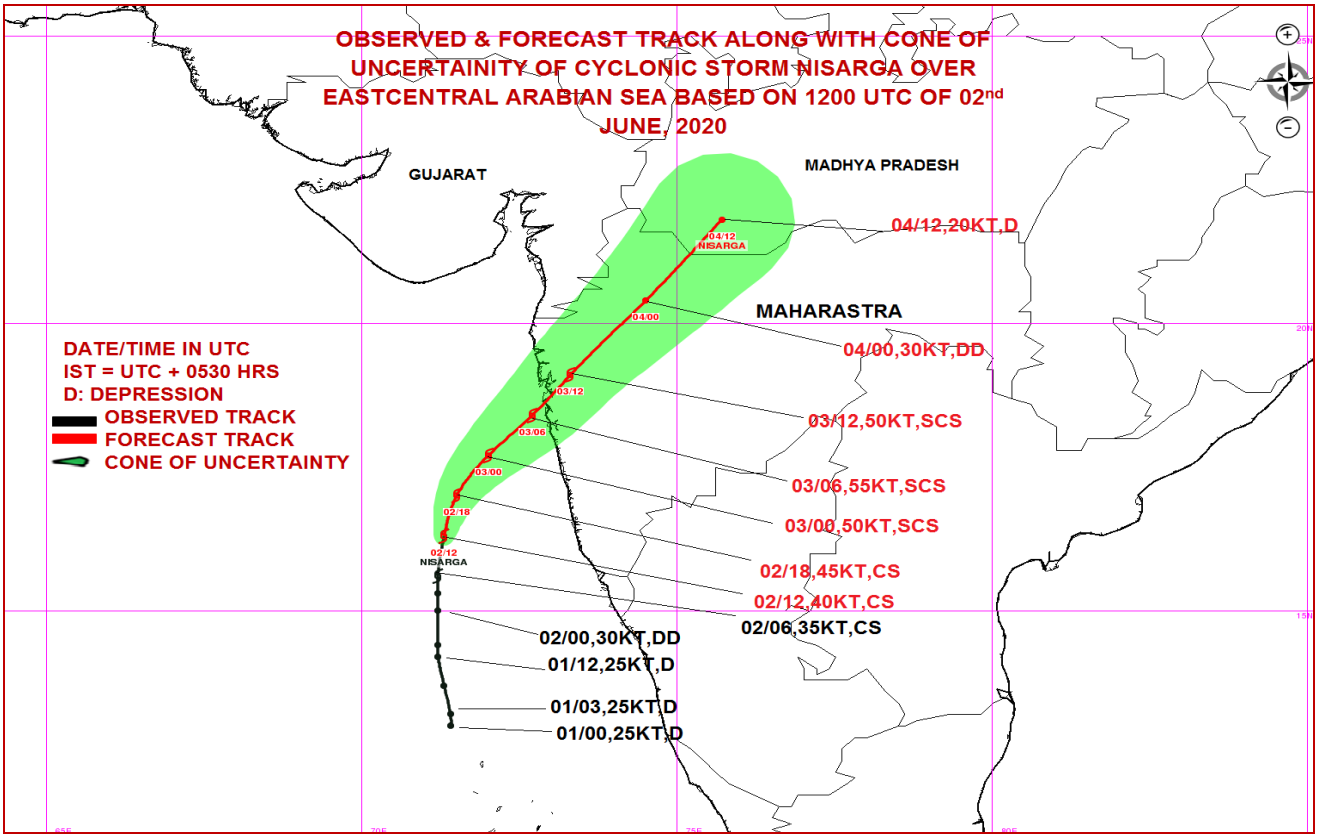 OBSERVED & FORECAST TRACK ALONG WITH CONE OF
UNCERTAINITY OF CYCLONIC STORM NISARGA OVER
EASTCENTRAL ARABIAN SEA BASED ON 1200 UTC OF 02nd
JUNE, 2020
+
25N
−
GUJARAT
MADHYA PRADESH
04/12,20KT,D
04/12
NISARGA
MAHARASTRA
04/00
20N
04/00,30KT,DD
DATE/TIME IN UTC
IST = UTC + 0530 HRS
D: DEPRESSION
OBSERVED TRACK
FORECAST TRACK
CONE OF UNCERTAINTY
03/12
03/12,50KT,SCS
03/06
03/06,55KT,SCS
03/00
03/00,50KT,SCS
02/18
02/18,45KT,CS
02/12
NISARGA
02/12,40KT,CS
02/06,35KT,CS
15N
02/00,30KT,DD
01/12,25KT,D
01/03,25KT,D
01/00,25KT,D
65E
70E
75E
80E